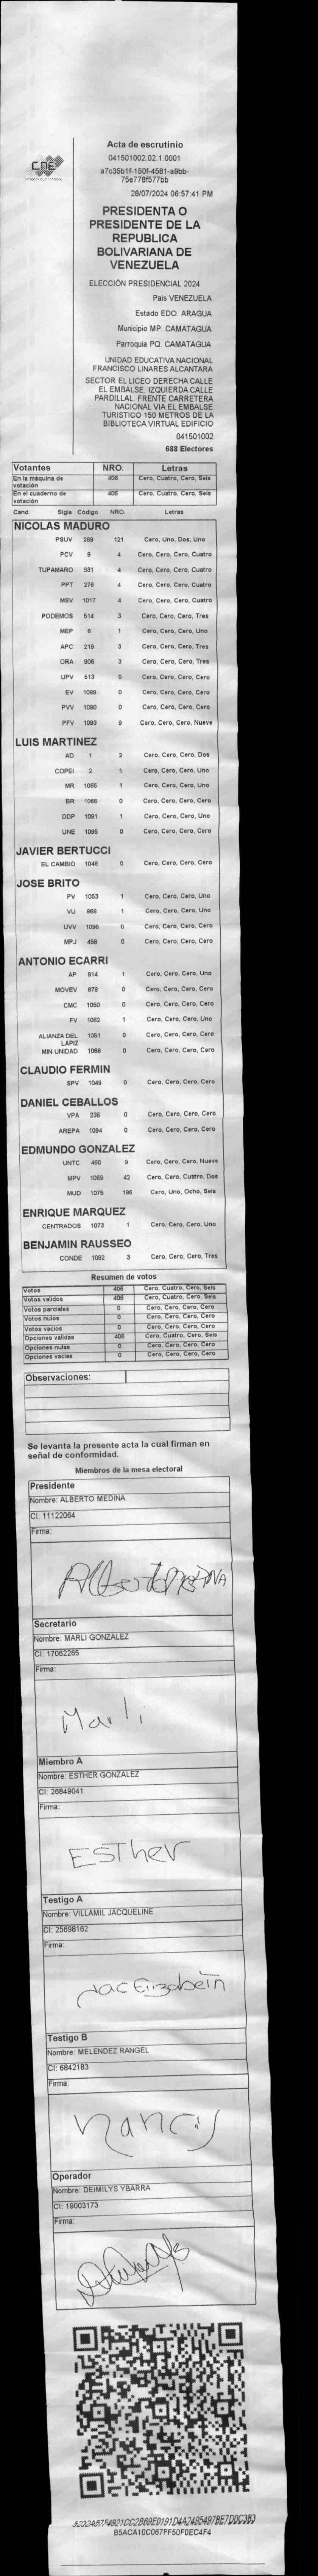 CNE
Acta de escrutinio
041501002.02.1.0001
a7c35b1f-150f-4581-a9bb-
75e778f577bb
28/07/2024 06:57:41 PM
PRESIDENTA O
PRESIDENTE DE LA
REPUBLICA
BOLIVARIANA DE
VENEZUELA
ELECCIÓN PRESIDENCIAL 2024
Pais VENEZUELA
Estado EDO. ARAGUA
Municipio MP. CAMATAGUA
Parroquia PQ. CAMATAGUA
UNIDAD EDUCATIVA NACIONAL
FRANCISCO LINARES ALCANTARA
SECTOR EL LICEO DERECHA CALLE
EL EMBALSE. IZQUIERDA CALLE
PARDILLAL. FRENTE CARRETERA
NACIONAL VIA EL EMBALSE
TURISTICO 150 METROS DE LA
BIBLIOTECA VIRTUAL EDIFICIO
041501002
688 Electores
Votantes NRO. Letras
En la máquina de votación 406 Cero, Cuatro, Cero, Seis
En el cuaderno de votación 406 Cero, Cuatro, Cero, Seis
Cand. Sigla Código NRO. Letras
NICOLAS MADURO
PSUV 269 121 Cero, Uno, Dos, Uno
PCV 9 4 Cero, Cero, Cero, Cuatro
TUPAMARO 931 4 Cero, Cero, Cero, Cuatro
PPT 276 4 Cero, Cero, Cero, Cuatro
MSV 1017 4 Cero, Cero, Cero, Cuatro
PODEMOS 514 3 Cero, Cero, Cero, Tres
MEP 6 1 Cero, Cero, Cero, Uno
APC 219 3 Cero, Cero, Cero, Tres
ORA 906 3 Cero, Cero, Cero, Tres
UPV 513 0 Cero, Cero, Cero, Cero
EV 1089 0 Cero, Cero, Cero, Cero
PVV 1090 0 Cero, Cero, Cero, Cero
PFV 1093 9 Cero, Cero, Cero, Nueve
LUIS MARTINEZ
AD 1 2 Cero, Cero, Cero, Dos
COPEI 2 1 Cero, Cero, Cero, Uno
MR 1065 1 Cero, Cero, Cero, Uno
BR 1066 0 Cero, Cero, Cero, Cero
DDP 1091 1 Cero, Cero, Cero, Uno
UNE 1095 0 Cero, Cero, Cero, Cero
JAVIER BERTUCCI
EL CAMBIO 1048 0 Cero, Cero, Cero, Cero
JOSE BRITO
PV 1053 1 Cero, Cero, Cero, Uno
VU 868 1 Cero, Cero, Cero, Uno
UVV 1096 0 Cero, Cero, Cero, Cero
MPJ 458 0 Cero, Cero, Cero, Cero
ANTONIO ECARRI
AP 814 1 Cero, Cero, Cero, Uno
MOVEV 879 0 Cero, Cero, Cero, Cero
CMC 1050 0 Cero, Cero, Cero, Cero
FV 1062 1 Cero, Cero, Cero, Uno
ALIANZA DEL LAPIZ 1051 0 Cero, Cero, Cero, Cero
MIN UNIDAD 1088 0 Cero, Cero, Cero, Cero
CLAUDIO FERMIN
SPV 1049 0 Cero, Cero, Cero, Cero
DANIEL CEBALLOS
VPA 236 0 Cero, Cero, Cero, Cero
AREPA 1094 0 Cero, Cero, Cero, Cero
EDMUNDO GONZALEZ
UNTC 460 9 Cero, Cero, Cero, Nueve
MPV 1069 42 Cero, Cero, Cuatro, Dos
MUD 1075 186 Cero, Uno, Ocho, Seis
ENRIQUE MARQUEZ
CENTRADOS 1073 1 Cero, Cero, Cero, Uno
BENJAMIN RAUSSEO
CONDE 1092 3 Cero, Cero, Cero, Tres
Resumen de votos
Votos 406 Cero, Cuatro, Cero, Seis
Votos validos 406 Cero, Cuatro, Cero, Seis
Votos parciales 0 Cero, Cero, Cero, Cero
Votos nulos 0 Cero, Cero, Cero, Cero
Votos vacios 0 Cero, Cero, Cero, Cero
Opciones validas 406 Cero, Cuatro, Cero, Seis
Opciones nulas 0 Cero, Cero, Cero, Cero
Opciones vacias 0 Cero, Cero, Cero, Cero
Observaciones:
Se levanta la presente acta la cual firman en
señal de conformidad.
Miembros de la mesa electoral
Presidente
Nombre: ALBERTO MEDINA
CI: 11122064
Firma:
Alberto MEDINA
Secretario
Nombre: MARLI GONZALEZ
CI: 17062265
Firma:
Marli
Miembro A
Nombre: ESTHER GONZALEZ
CI: 26849041
Firma:
ESTher
Testigo A
Nombre: VILLAMIL JACQUELINE
CI: 25698162
Firma:
Testigo B
Nombre: MELENDEZ RANGEL
CI: 6842183
Firma:
nancy
Operador
Nombre: DEIMILYS YBARRA
CI: 19003173
Firma:
B5ACA10C067FF50F0EC4F4